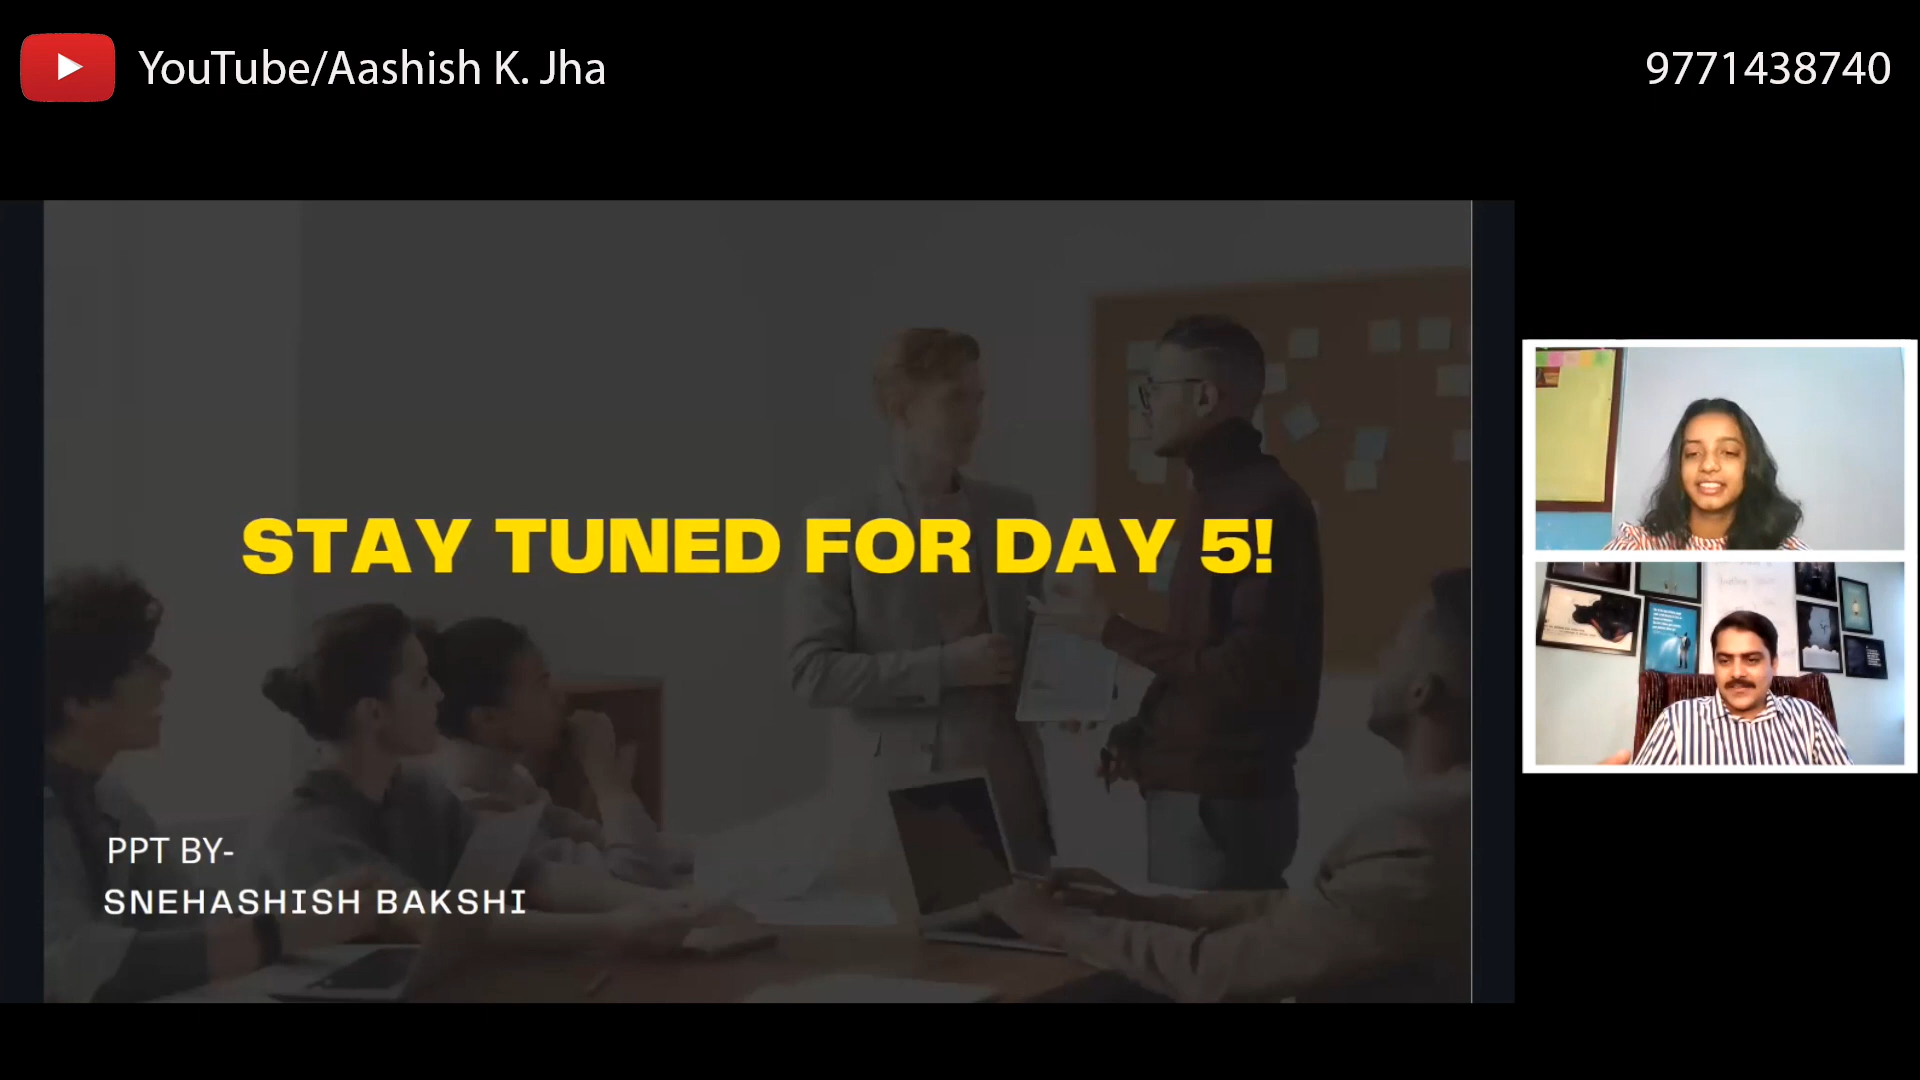 YouTube/Aashish K. Jha
9771438740
STAY TUNED FOR DAY 5!
PPT BY-
SNEHASHISH BAKSHI